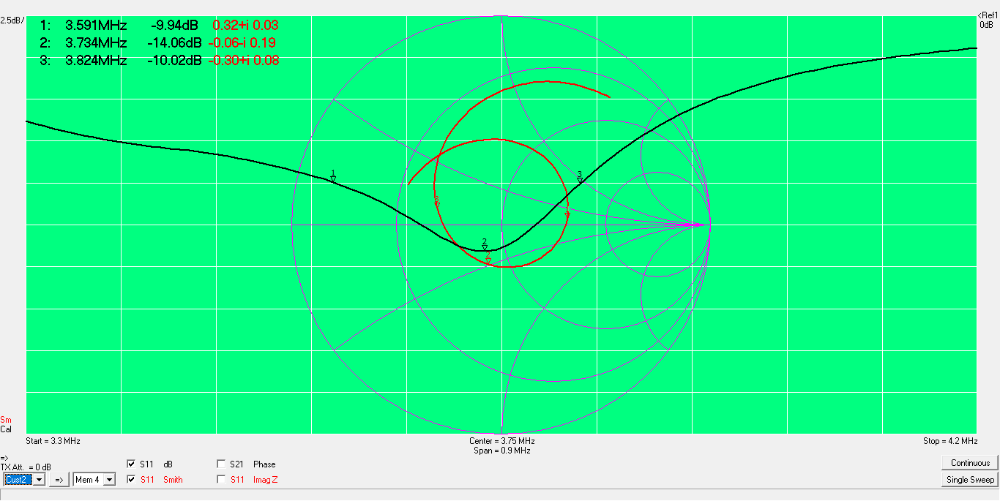 2.5dB/
<Ref1
0dB
1: 3.591MHz -9.94dB 0.32+i 0.03
2: 3.734MHz -14.06dB -0.06-i 0.19
3: 3.824MHz -10.02dB -0.30+i 0.08
1
3
3
2
2
Sm
Cal
Start = 3.3 MHz Center = 3.75 MHz Stop = 4.2 MHz
Span = 0.9 MHz
=>
TX Att. = 0 dB
S11 dB S21 Phase
Continuous
Cust2 => Mem 4 S11 Smith S11 Imag Z Single Sweep